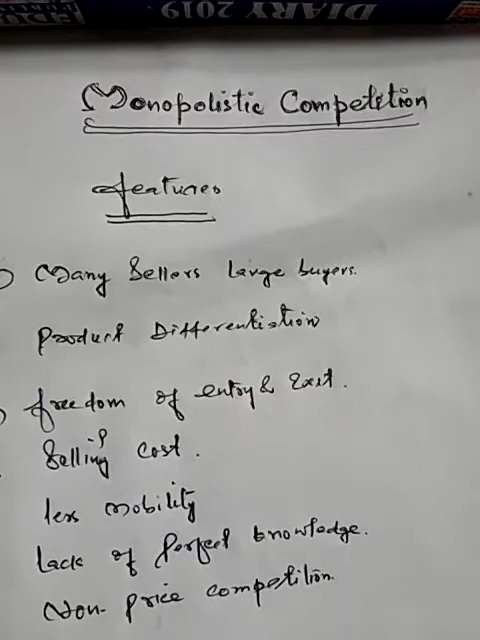 DIARY 2019
EDU
Monopolistic Competition
features
Many Sellers Large buyers.
Product Differentiation
freedom of entry & Exit.
Selling cost.
less mobility
Lack of Perfect knowledge.
Non-Price competition.